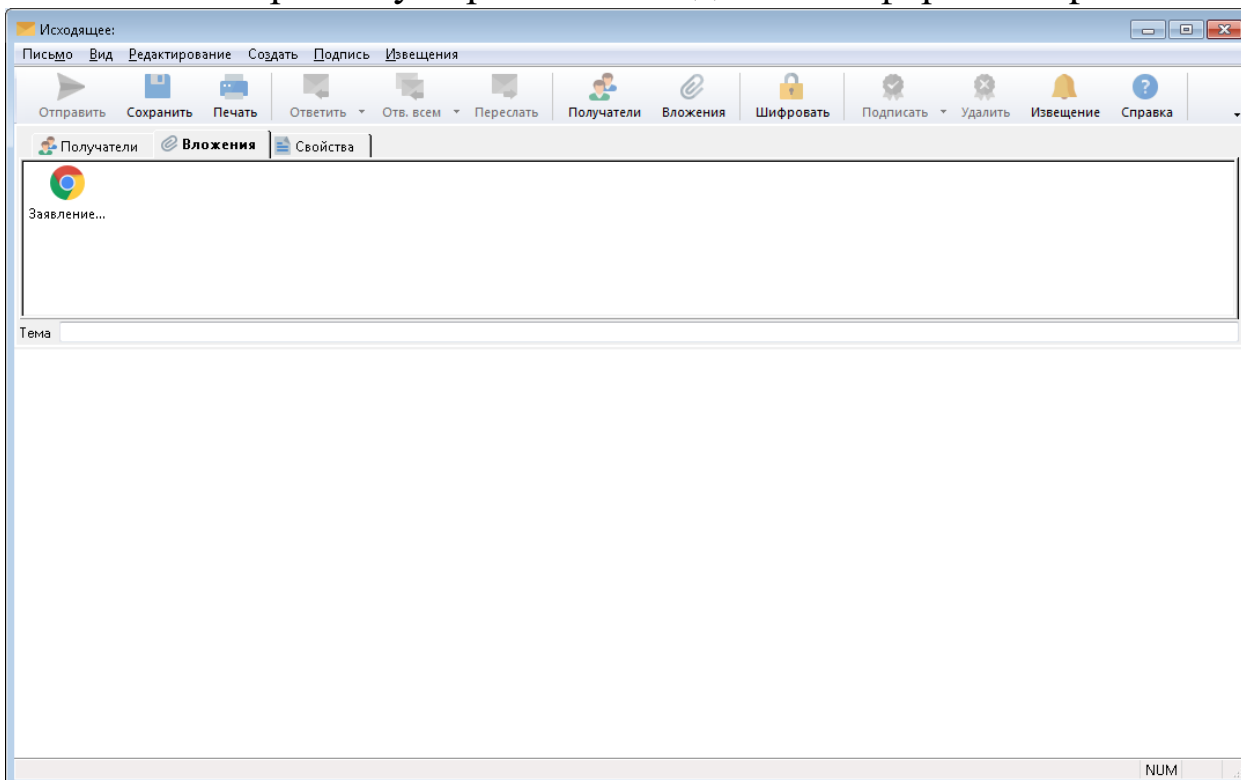 Исходящее:
Письмо Вид Редактирование Создать Подпись Извещения
Отправить Сохранить Печать Ответить Отв. всем Переслать Получатели Вложения Шифровать Подписать Удалить Извещение Справка
Получатели Вложения Свойства
Заявление...
Тема
NUM